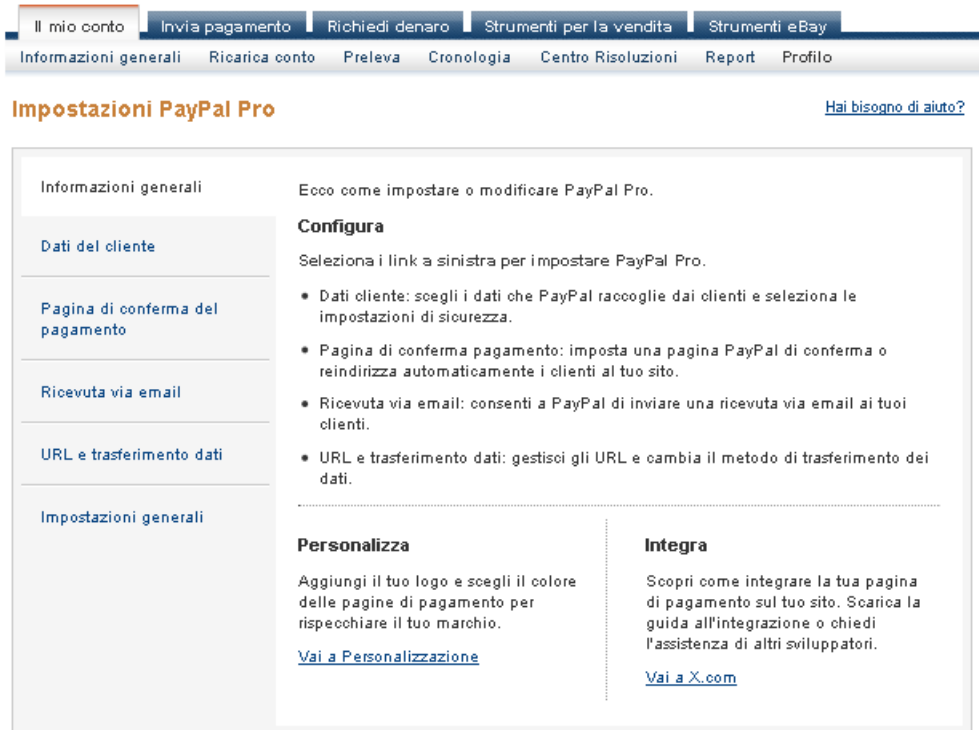 Il mio conto Invia pagamento Richiedi denaro Strumenti per la vendita Strumenti eBay
Informazioni generali Ricarica conto Preleva Cronologia Centro Risoluzioni Report Profilo
Impostazioni PayPal Pro
Hai bisogno di aiuto?
Informazioni generali
Dati del cliente
Pagina di conferma del
pagamento
Ricevuta via email
URL e trasferimento dati
Impostazioni generali
Ecco come impostare o modificare PayPal Pro.
Configura
Seleziona i link a sinistra per impostare PayPal Pro.
• Dati cliente: scegli i dati che PayPal raccoglie dai clienti e seleziona le
impostazioni di sicurezza.
• Pagina di conferma pagamento: imposta una pagina PayPal di conferma o
reindirizza automaticamente i clienti al tuo sito.
• Ricevuta via email: consenti a PayPal di inviare una ricevuta via email ai tuoi
clienti.
• URL e trasferimento dati: gestisci gli URL e cambia il metodo di trasferimento dei
dati.
Personalizza
Aggiungi il tuo logo e scegli il colore
delle pagine di pagamento per
rispecchiare il tuo marchio.
Vai a Personalizzazione
Integra
Scopri come integrare la tua pagina
di pagamento sul tuo sito. Scarica la
guida all'integrazione o chiedi
l'assistenza di altri sviluppatori.
Vai a X.com